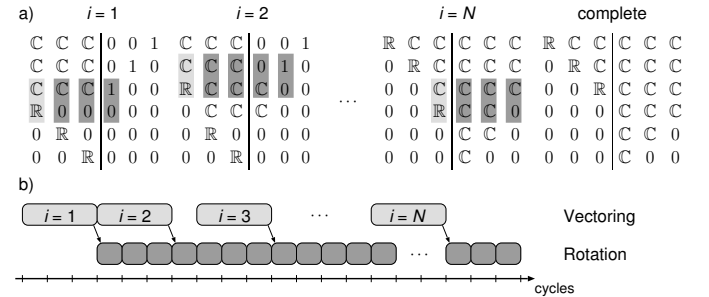 a) i = 1 i = 2 i = N complete
ℂ ℂ ℂ 0 0 1 ℂ ℂ ℂ 0 0 1 ℝ ℂ ℂ ℂ ℂ ℂ ℝ ℂ ℂ ℂ ℂ ℂ
ℂ ℂ ℂ 0 1 0 ℂ ℂ ℂ 0 1 0 0 ℝ ℂ ℂ ℂ ℂ 0 ℝ ℂ ℂ ℂ ℂ
ℂ ℂ ℂ 1 0 0 ℝ ℂ ℂ ℂ 0 0 0 0 ℂ ℂ ℂ ℂ 0 0 ℝ ℂ ℂ ℂ
ℝ 0 0 0 0 0 0 ℂ ℂ ℂ 0 0 ··· 0 0 ℝ ℂ ℂ 0 0 0 0 ℂ ℂ ℂ
0 ℝ 0 0 0 0 0 ℝ 0 0 0 0 0 0 0 ℂ ℂ 0 0 0 0 ℂ ℂ 0
0 0 ℝ 0 0 0 0 0 ℝ 0 0 0 0 0 0 ℂ 0 0 0 0 0 ℂ 0 0
b)
i = 1 i = 2 i = 3 ··· i = N Vectoring
··· Rotation
cycles